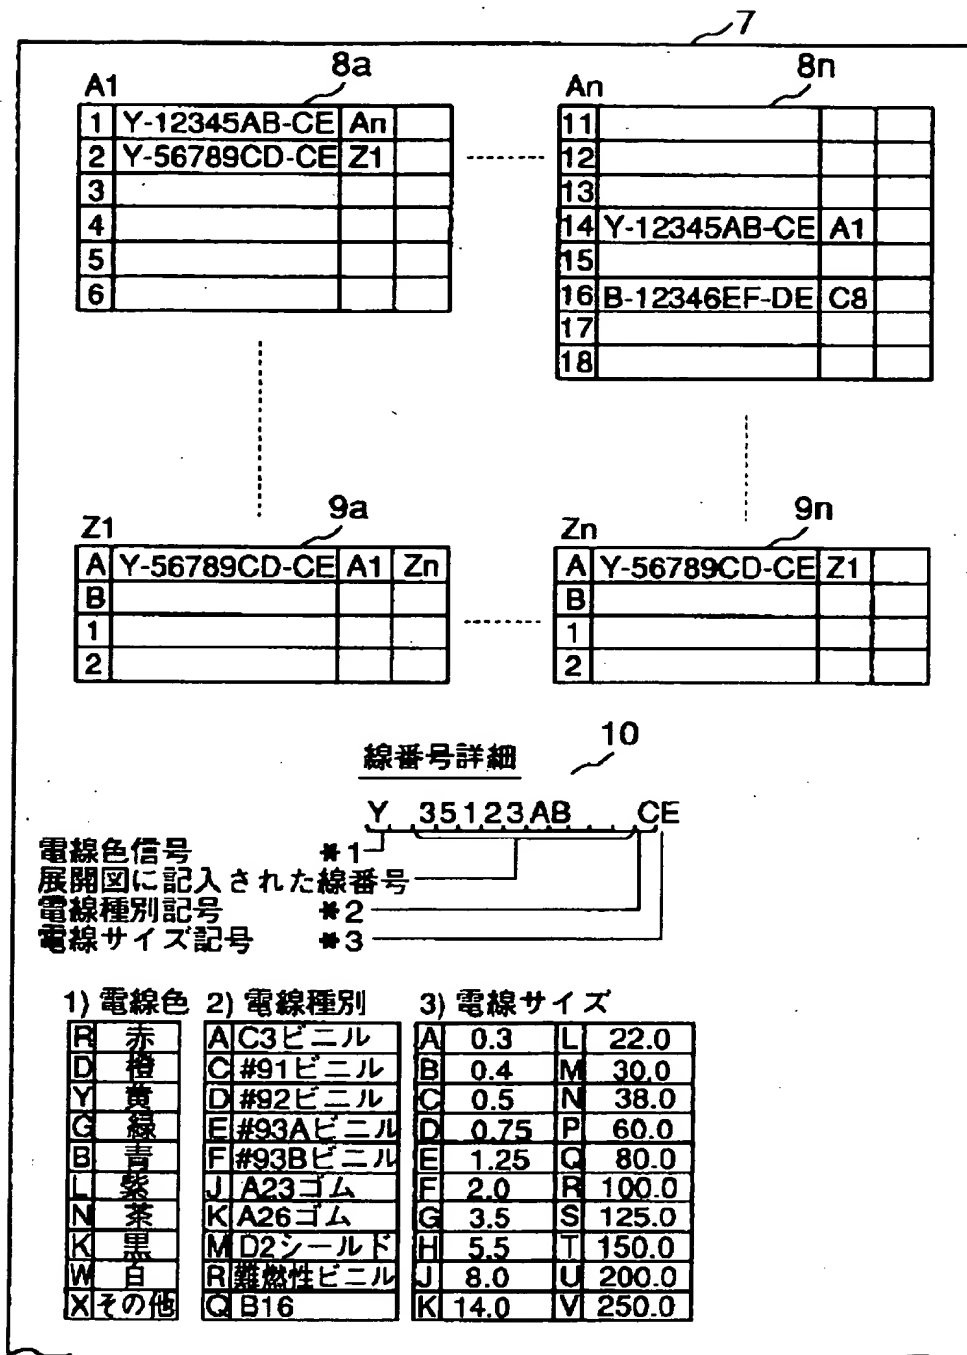 7
8a
8n
A1
An
1 Y-12345AB-CE An
2 Y-56789CD-CE Z1
3
4
5
6
11
12
13
14 Y-12345AB-CE A1
15
16 B-12346EF-DE C8
17
18
9a
9n
Z1
Zn
A Y-56789CD-CE A1 Zn
B
1
2
A Y-56789CD-CE Z1
B
1
2
10
線番号詳細
Y 35123AB CE
電線色信号 *1
展開図に記入された線番号
電線種別記号 *2
電線サイズ記号 *3
1) 電線色 2) 電線種別 3) 電線サイズ
R 赤 A C3ビニル A 0.3 L 22.0
D 橙 C #91ビニル B 0.4 M 30.0
Y 黄 D #92ビニル C 0.5 N 38.0
G 緑 E #93Aビニル D 0.75 P 60.0
B 青 F #93Bビニル E 1.25 Q 80.0
L 紫 J A23ゴム F 2.0 R 100.0
N 茶 K A26ゴム G 3.5 S 125.0
K 黒 M D2シールド H 5.5 T 150.0
W 白 R 難燃性ビニル J 8.0 U 200.0
X その他 Q B16 K 14.0 V 250.0